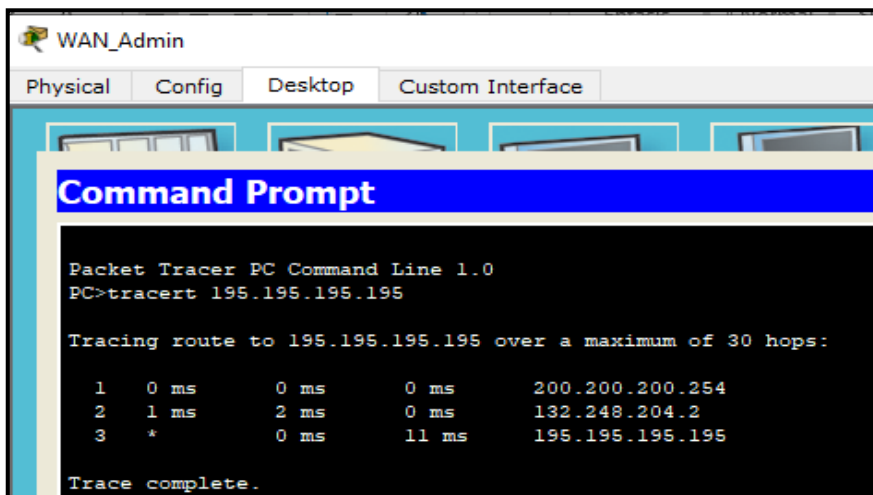 WAN_Admin
Physical Config Desktop Custom Interface
Command Prompt
Packet Tracer PC Command Line 1.0
PC>tracert 195.195.195.195
Tracing route to 195.195.195.195 over a maximum of 30 hops:
1 0 ms 0 ms 0 ms 200.200.200.254
2 1 ms 2 ms 0 ms 132.248.204.2
3 * 0 ms 11 ms 195.195.195.195
Trace complete.